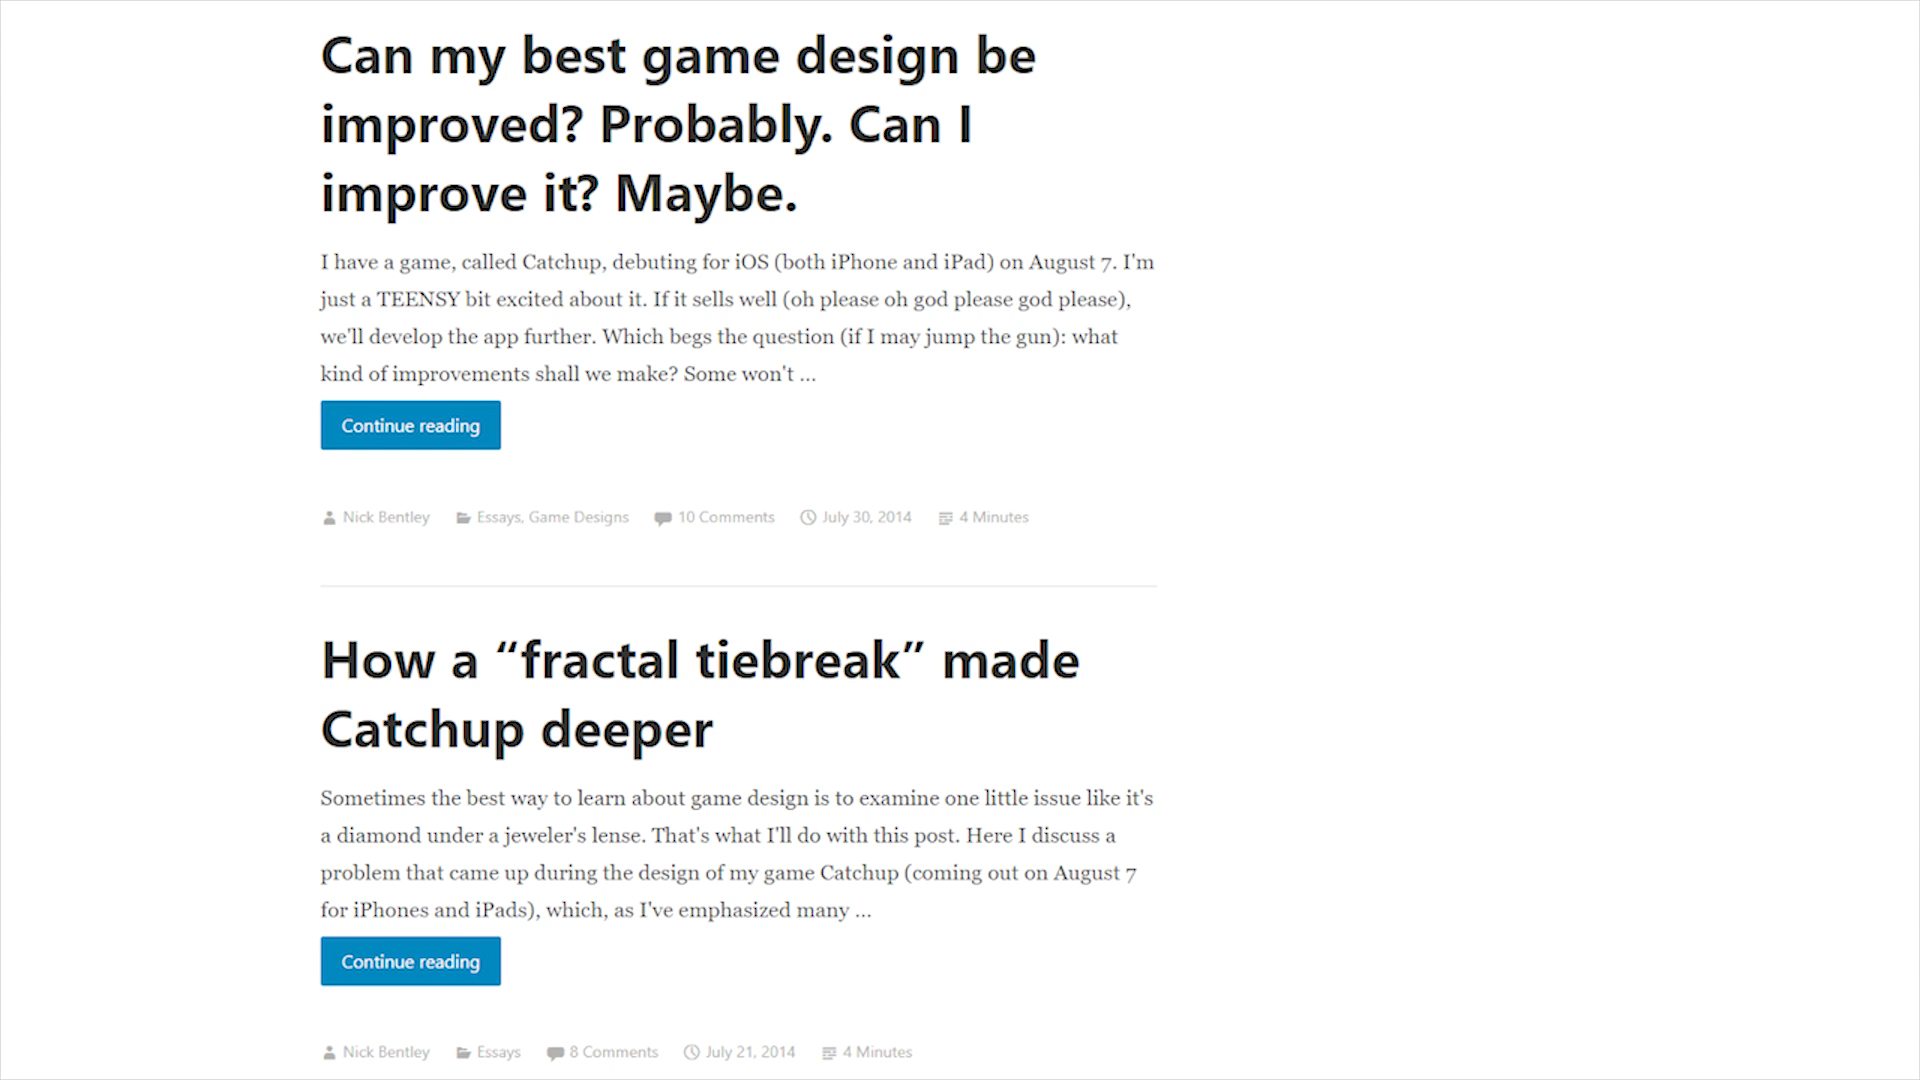 Can my best game design be
improved? Probably. Can I
improve it? Maybe.
I have a game, called Catchup, debuting for iOS (both iPhone and iPad) on August 7. I'm
just a TEENSY bit excited about it. If it sells well (oh please oh god please god please),
we'll develop the app further. Which begs the question (if I may jump the gun): what
kind of improvements shall we make? Some won't ...
Continue reading
Nick Bentley Essays, Game Designs 10 Comments July 30, 2014 4 Minutes
How a “fractal tiebreak” made
Catchup deeper
Sometimes the best way to learn about game design is to examine one little issue like it's
a diamond under a jeweler's lense. That's what I'll do with this post. Here I discuss a
problem that came up during the design of my game Catchup (coming out on August 7
for iPhones and iPads), which, as I've emphasized many ...
Continue reading
Nick Bentley Essays 8 Comments July 21, 2014 4 Minutes